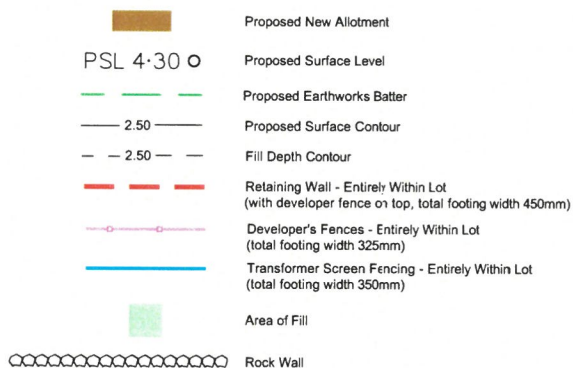 Proposed New Allotment
PSL 4·30 Proposed Surface Level
Proposed Earthworks Batter
2.50 Proposed Surface Contour
2.50 Fill Depth Contour
Retaining Wall - Entirely Within Lot
(with developer fence on top, total footing width 450mm)
Developer's Fences - Entirely Within Lot
(total footing width 325mm)
Transformer Screen Fencing - Entirely Within Lot
(total footing width 350mm)
Area of Fill
Rock Wall